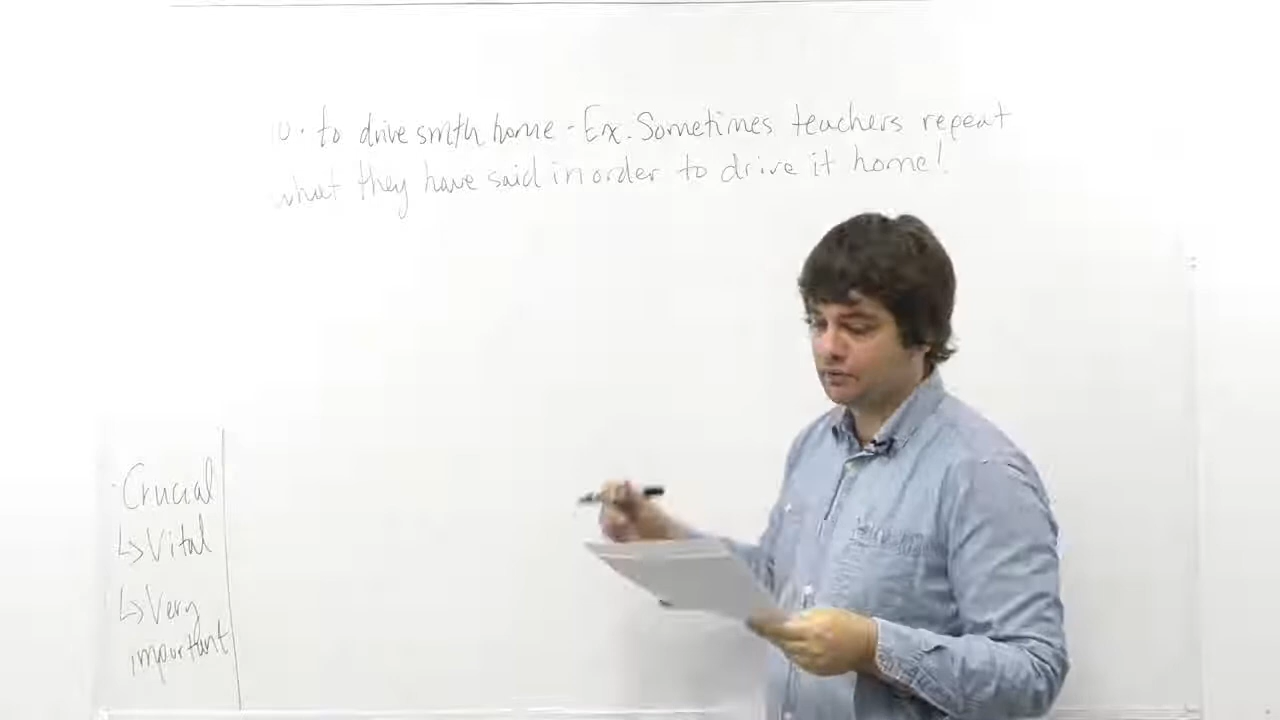 to drive smth home - Ex. Sometimes teachers repeat
what they have said in order to drive it home!
Crucial
↳ Vital
↳ Very
important